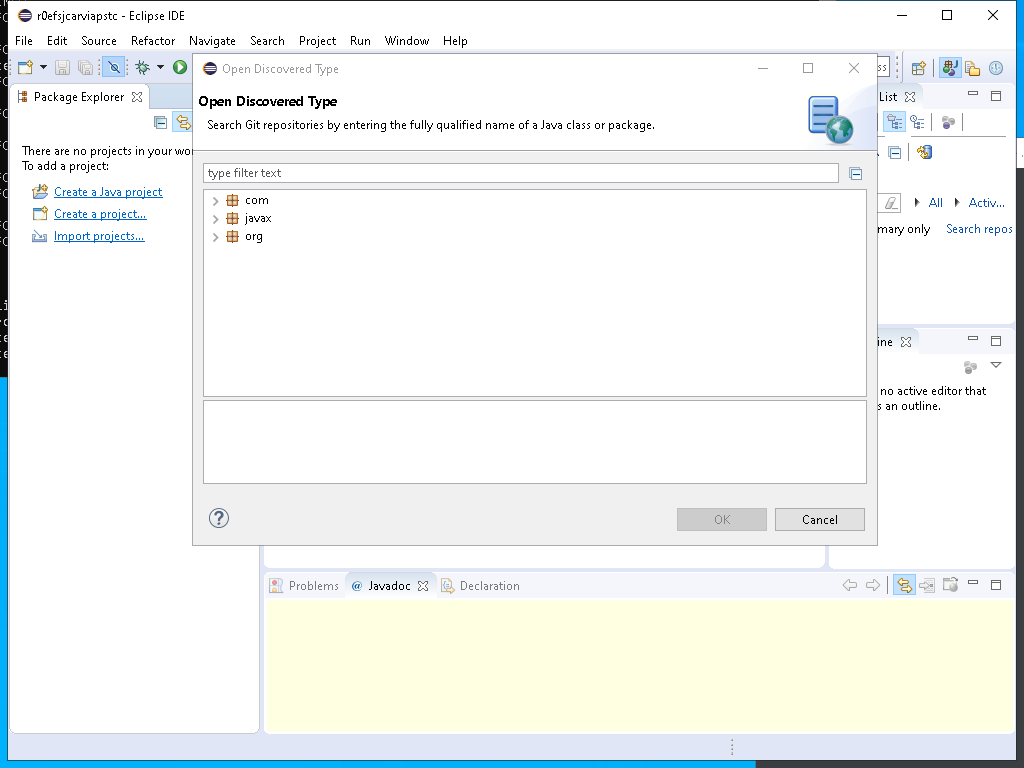 r0efsjcarviapstc - Eclipse IDE
File Edit Source Refactor Navigate Search Project Run Window Help
Package Explorer
There are no projects in your wo
To add a project:
Create a Java project
Create a project...
Import projects...
Open Discovered Type
Open Discovered Type
Search Git repositories by entering the fully qualified name of a Java class or package.
type filter text
com
javax
org
OK Cancel
ss
List
All Activ...
mary only Search repos
ine
no active editor that
s an outline.
Problems @ Javadoc Declaration